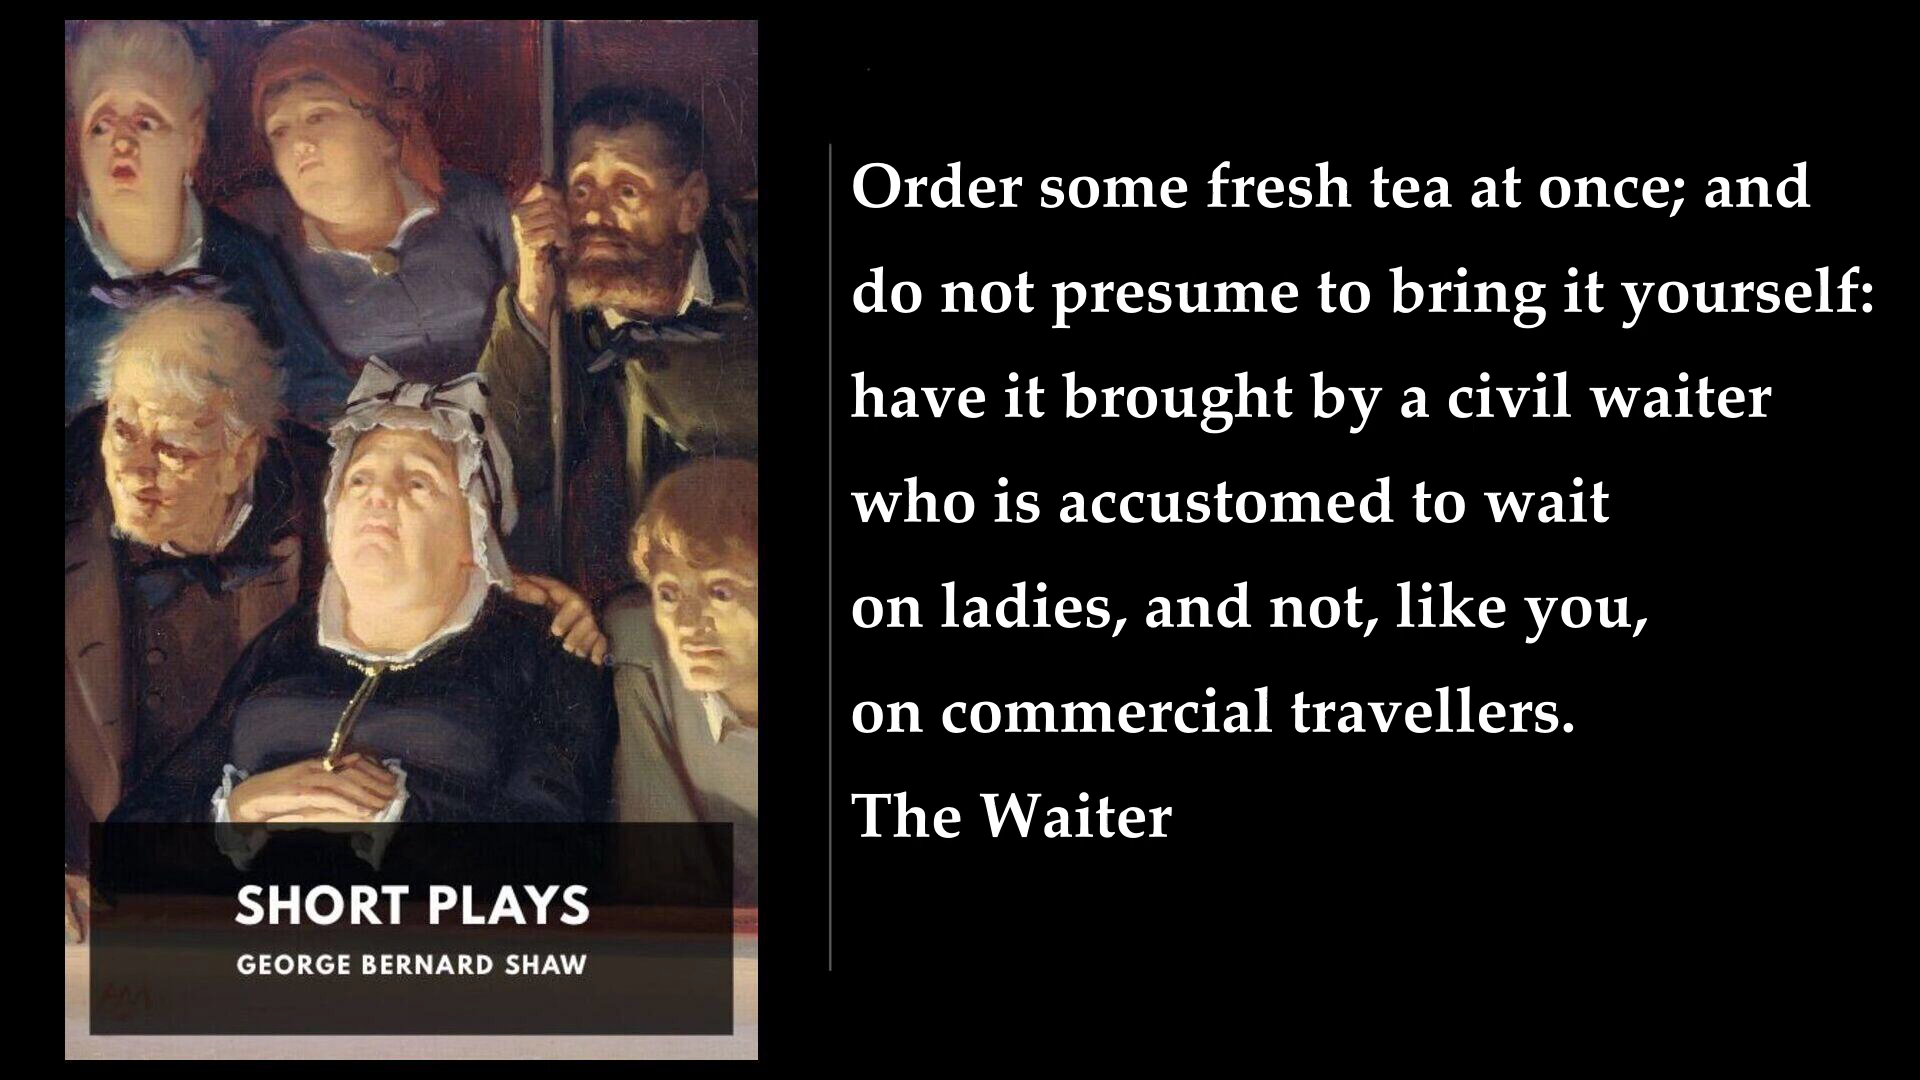 SHORT PLAYS
GEORGE BERNARD SHAW
Order some fresh tea at once; and
do not presume to bring it yourself:
have it brought by a civil waiter
who is accustomed to wait
on ladies, and not, like you,
on commercial travellers.
The Waiter